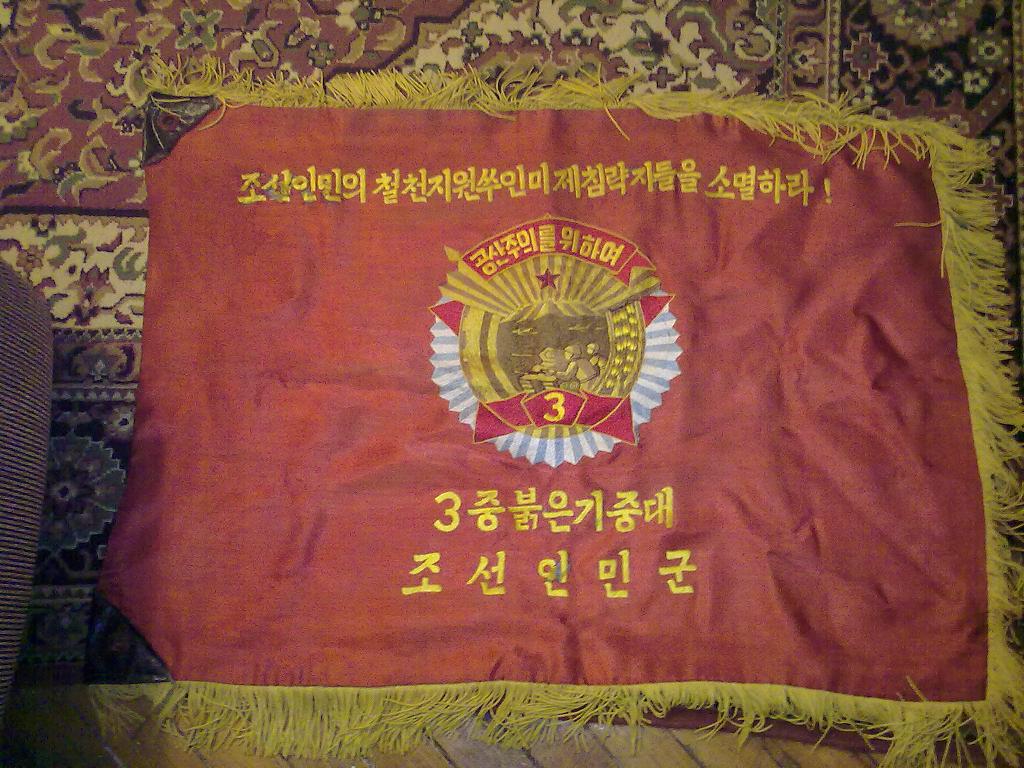 조선인민의 철천지원쑤인 미제침략자들을 소멸하라!
공산주의를 위하여
3
3중붉은기중대
조선인민군